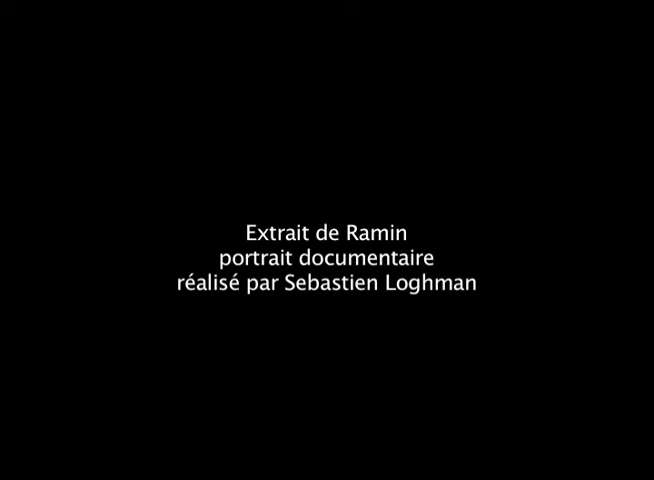 Extrait de Ramin
portrait documentaire
réalisé par Sebastien Loghman